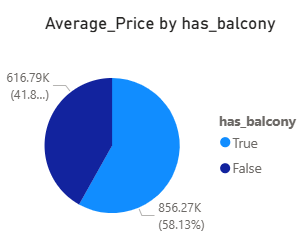 Average_Price by has_balcony
616.79K
(41.8...)
has_balcony
True
False
856.27K
(58.13%)